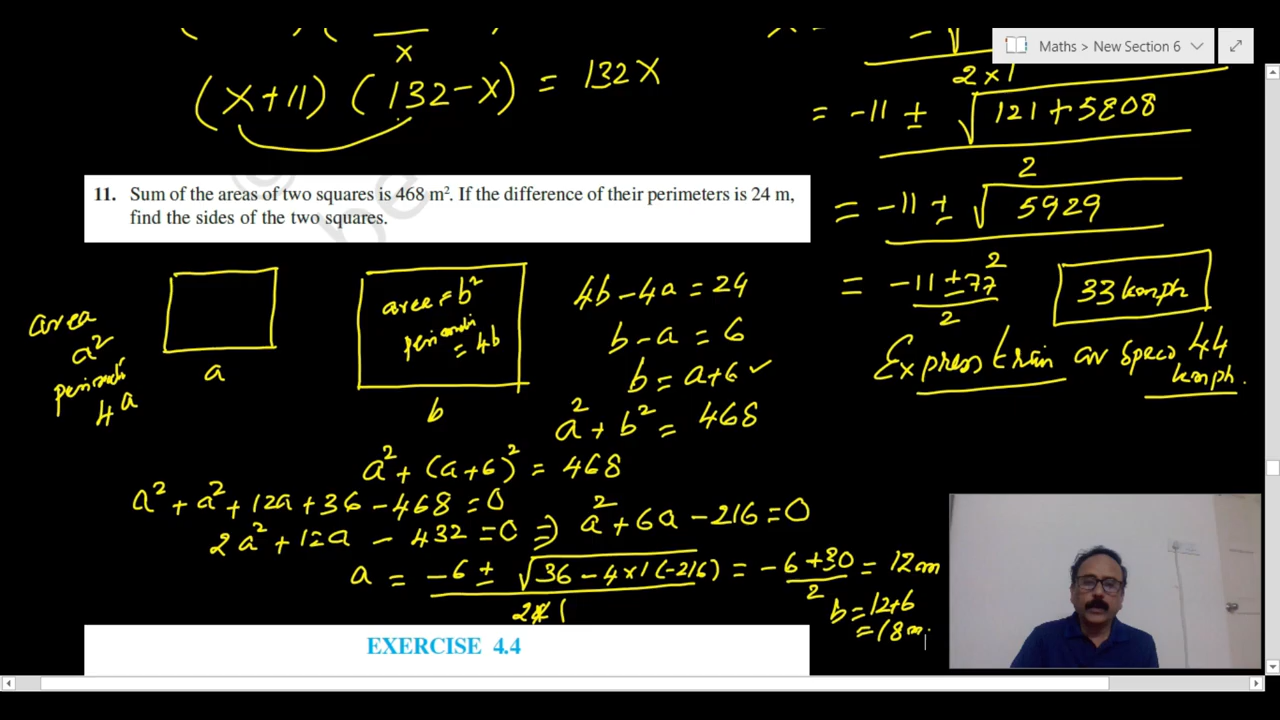 Maths > New Section 6
x
(x+11) (132-x) = 132x
2×1
= -11 ± √121+5808
2
= -11 ± √5929
= -11 ± 77
2
33 kmph
Express train av speed 44
kmph.
11. Sum of the areas of two squares is 468 m². If the difference of their perimeters is 24 m,
find the sides of the two squares.
area
a²
4a
a
area = b²
= 4b
b
4b-4a = 24
b-a = 6
b = a+6 ✓
a² + b² = 468
a² + (a+6)² = 468
a² + a² + 12a + 36 - 468 = 0
2a² + 12a - 432 = 0 ⇒ a² + 6a - 216 = 0
a = -6 ± √36-4×1(-216) = -6+30 = 12m
2×1
2
b = 12+6
= 18m
EXERCISE 4.4